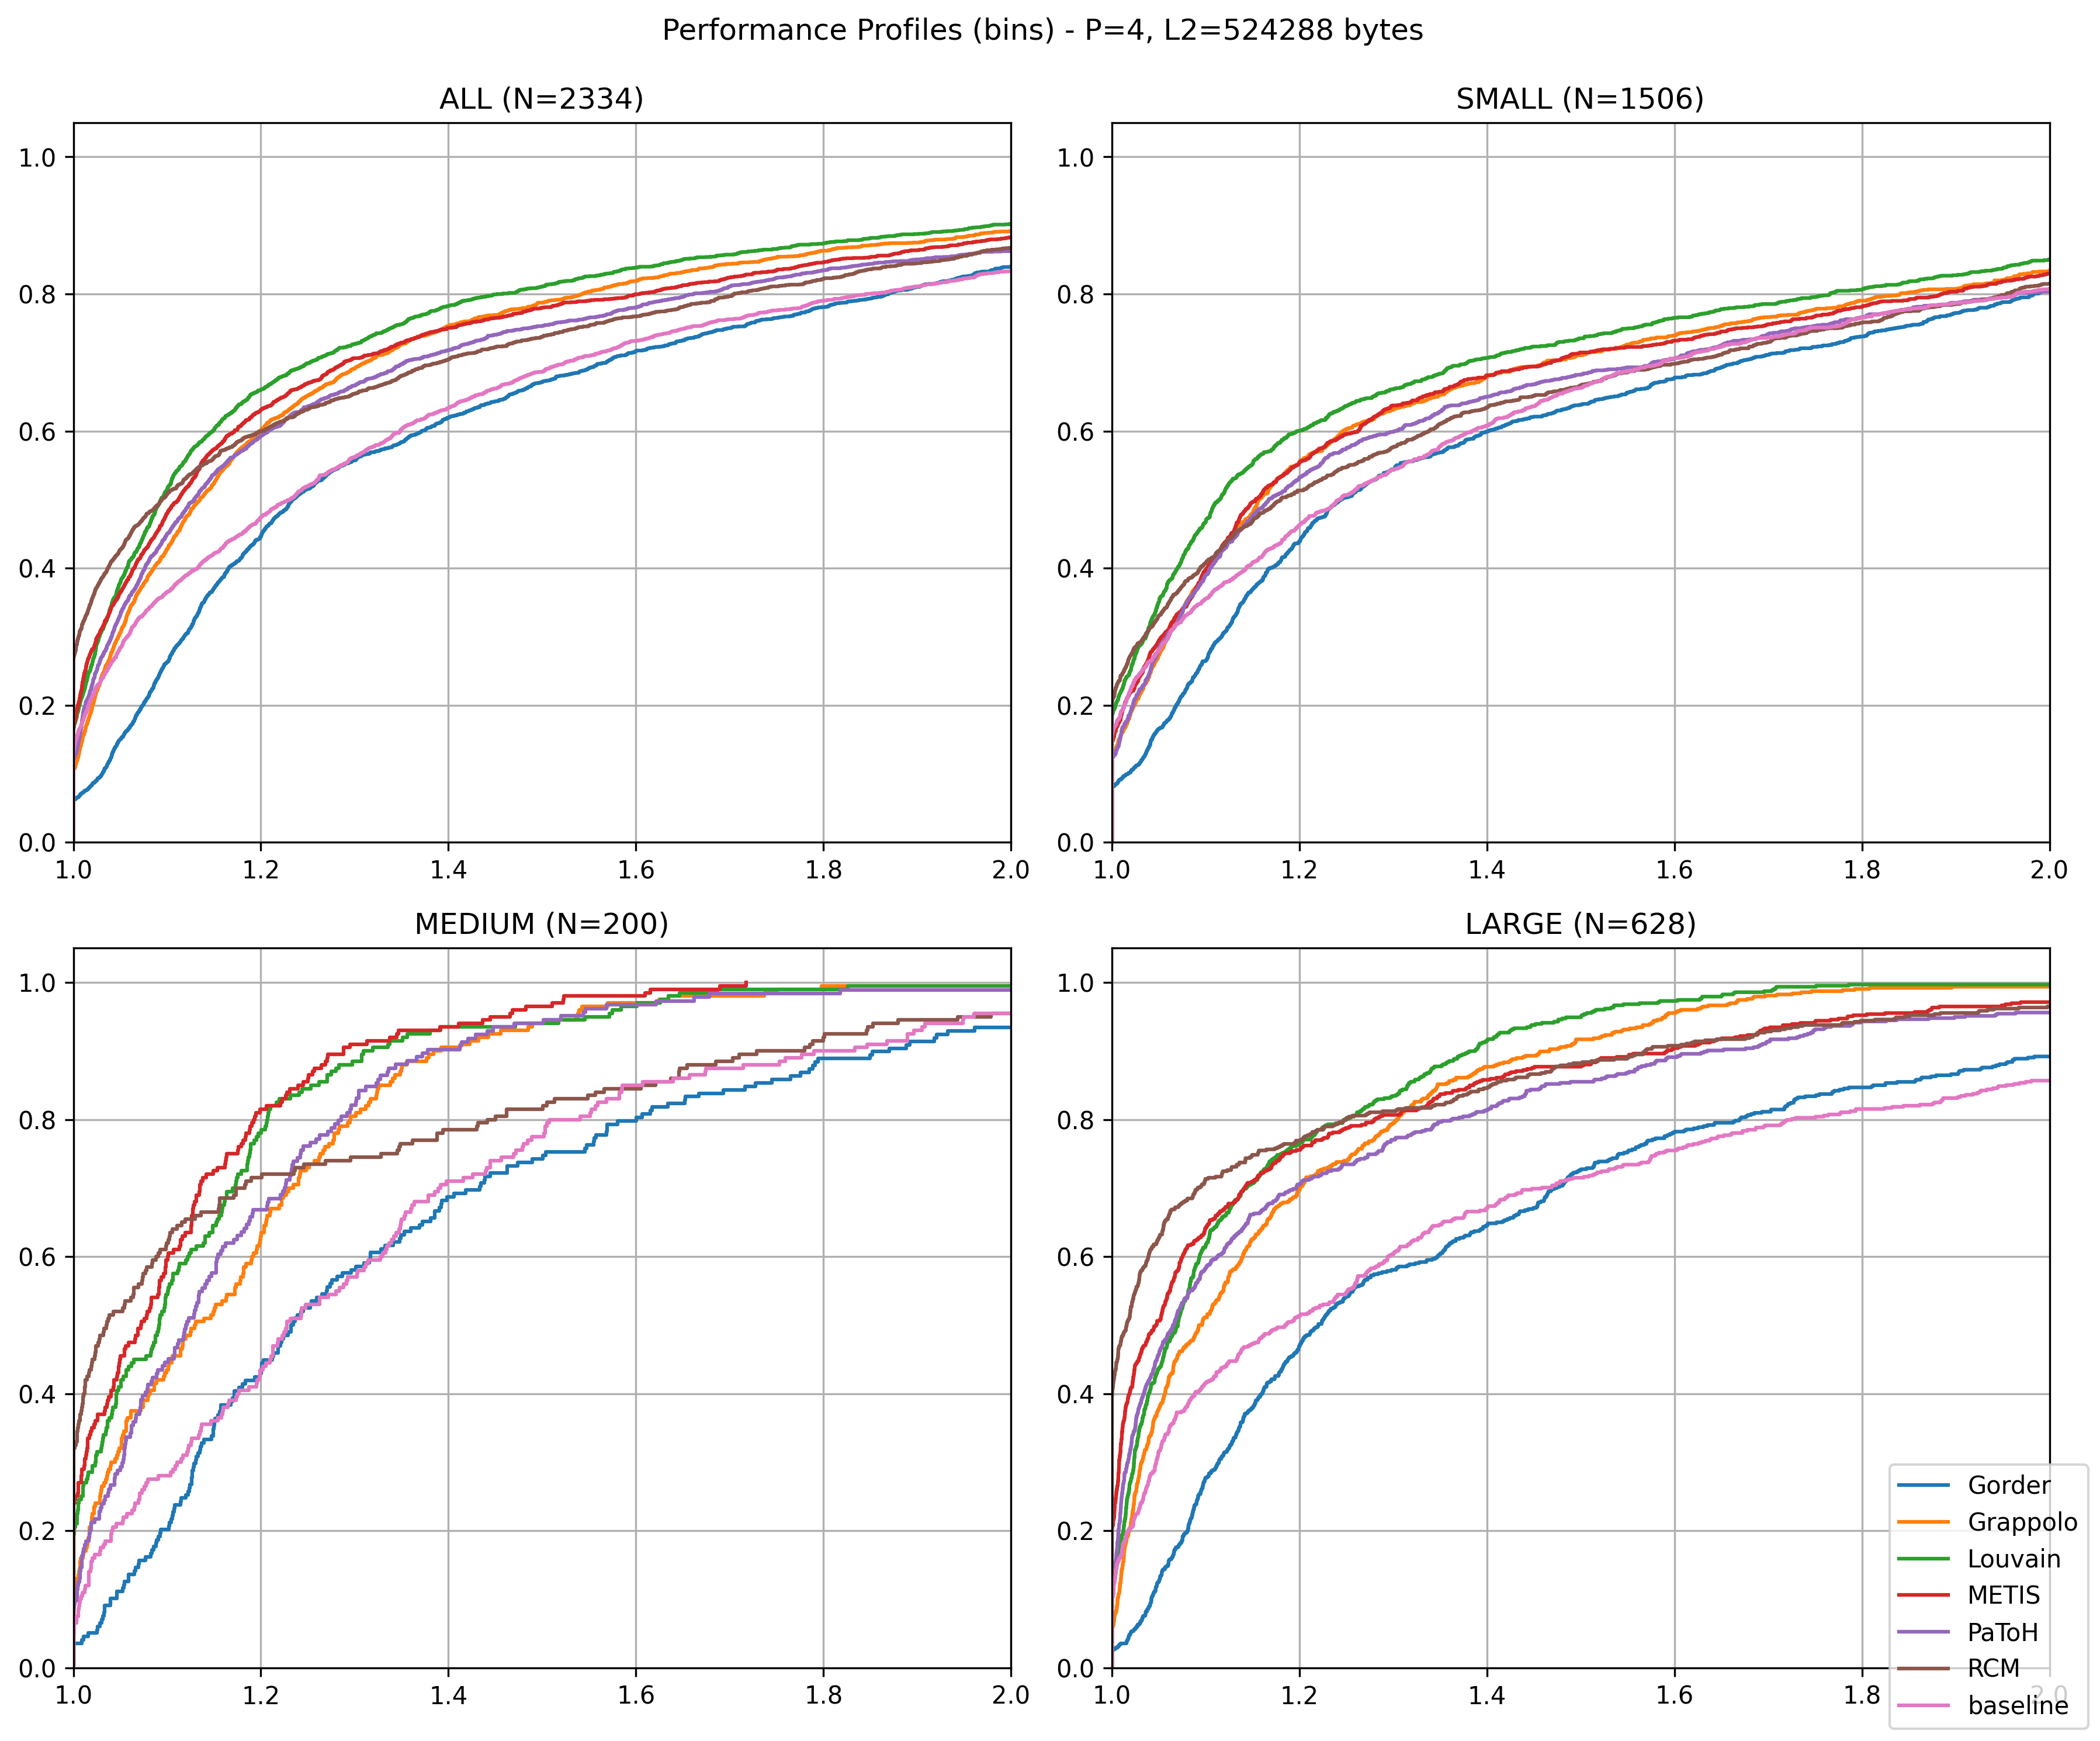 Performance Profiles (bins) - P=4, L2=524288 bytes
ALL (N=2334)
1.0
0.8
0.6
0.4
0.2
0.0
1.0 1.2 1.4 1.6 1.8 2.0
SMALL (N=1506)
1.0
0.8
0.6
0.4
0.2
0.0
1.0 1.2 1.4 1.6 1.8 2.0
MEDIUM (N=200)
1.0
0.8
0.6
0.4
0.2
0.0
1.0 1.2 1.4 1.6 1.8 2.0
LARGE (N=628)
1.0
0.8
0.6
0.4
0.2
0.0
1.0 1.2 1.4 1.6 1.8 2.0
Gorder
Grappolo
Louvain
METIS
PaToH
RCM
baseline